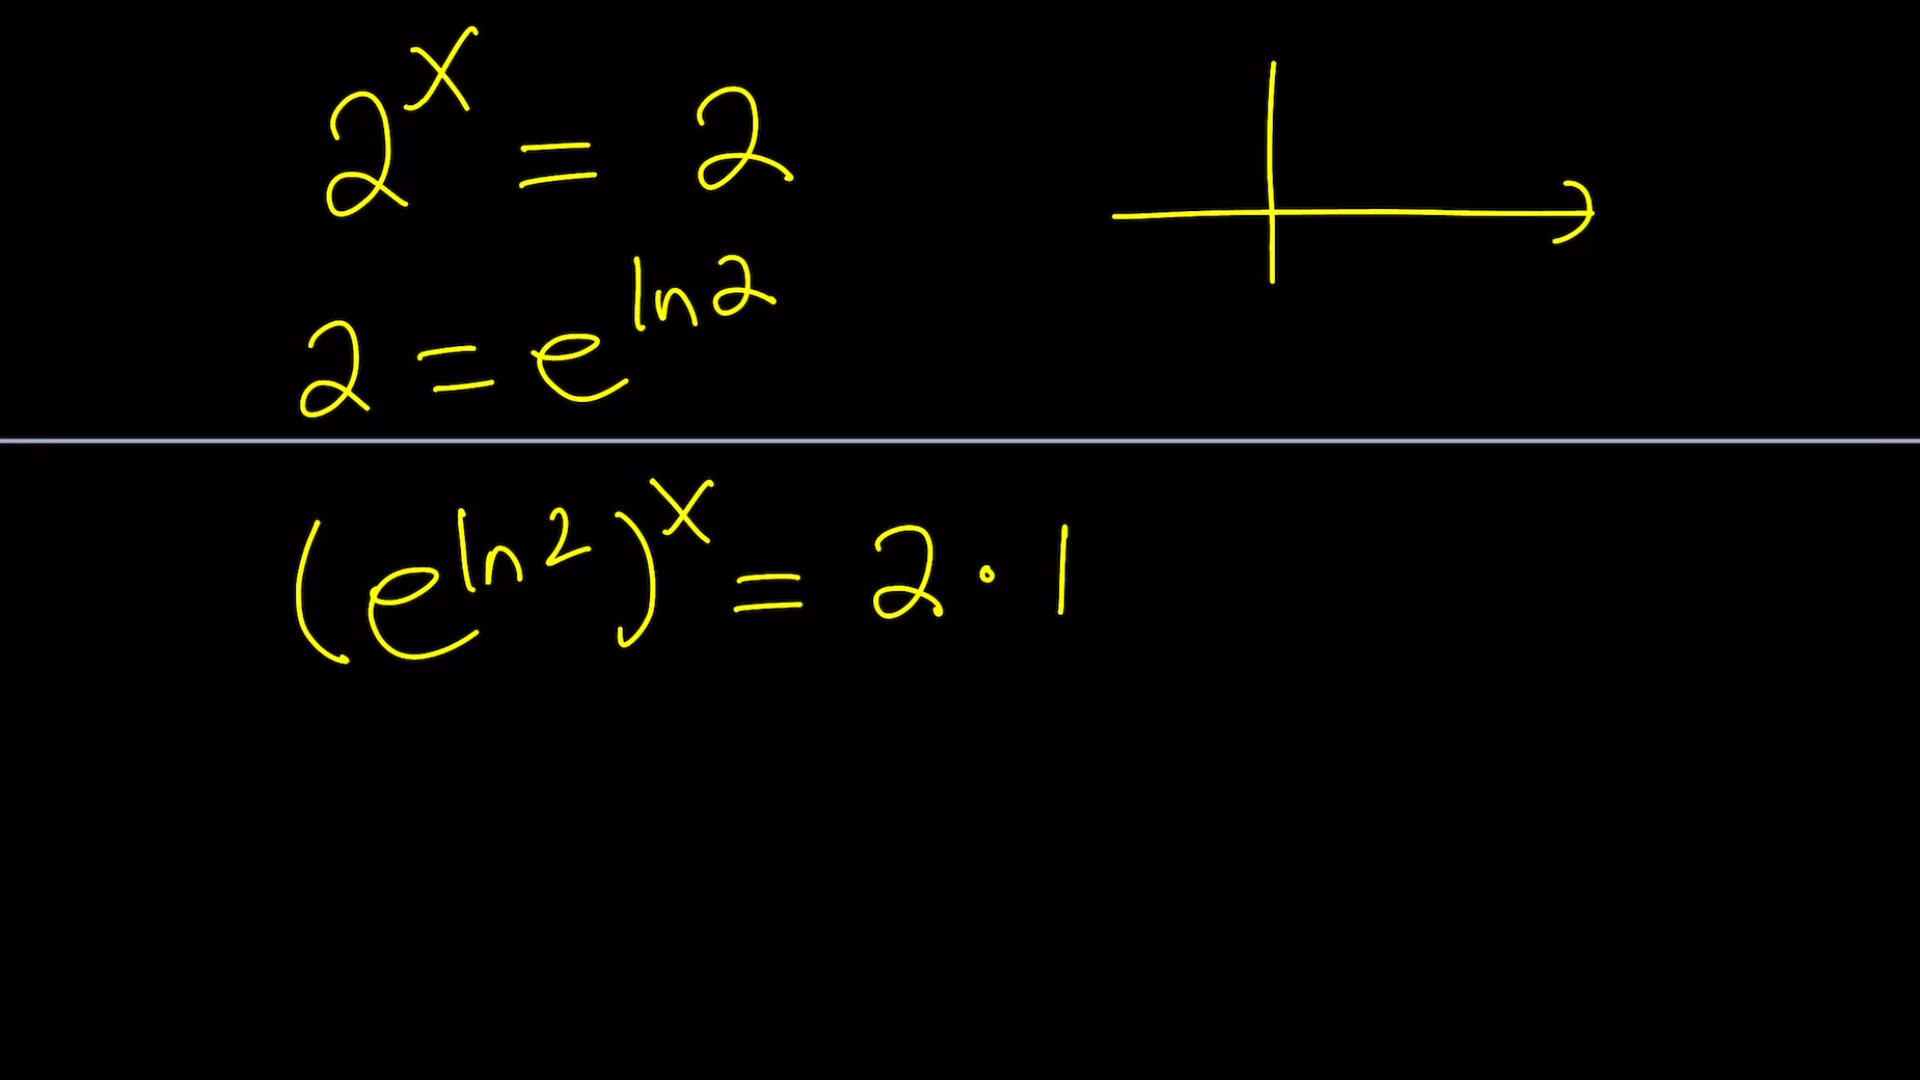 2^x = 2
2 = e^ln2
(e^ln2)^x = 2 · 1